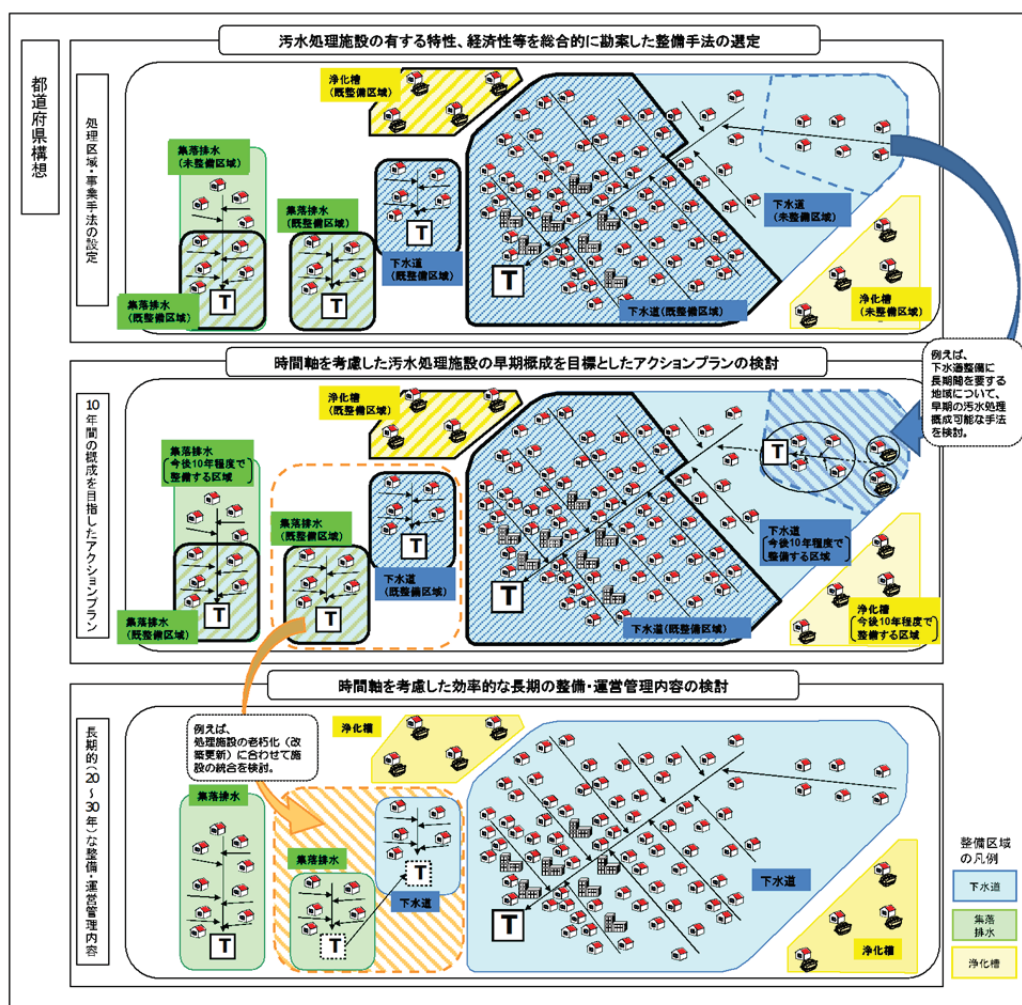 都道府県構想
処理区域・事業手法の設定
汚水処理施設の有する特性、経済性等を総合的に勘案した整備手法の選定
浄化槽
(既整備区域)
集落排水
(未整備区域)
集落排水
(既整備区域)
T
集落排水
(既整備区域)
T
T
下水道
(既整備区域)
T
下水道(既整備区域)
下水道
(未整備区域)
浄化槽
(未整備区域)
10年間の概成を目指したアクションプラン
時間軸を考慮した汚水処理施設の早期概成を目標としたアクションプランの検討
例えば、
下水道整備に
長期間を要する
地域について、
早期の汚水処理
概成可能な手法
を検討。
浄化槽
(既整備区域)
集落排水
今後10年程度で
整備する区域
集落排水
(既整備区域)
T
集落排水
(既整備区域)
T
T
下水道
(既整備区域)
T
下水道(既整備区域)
T
下水道
今後10年程度で
整備する区域
浄化槽
今後10年程度で
整備する区域
長期的(20～30年)な整備・運営管理内容
時間軸を考慮した効率的な長期の整備・運営管理内容の検討
例えば、
処理施設の老朽化（改
築更新）に合わせて施
設の統合を検討。
浄化槽
集落排水
T
集落排水
T
T
下水道
T
下水道
浄化槽
整備区域
の凡例
下水道
集落
排水
浄化槽